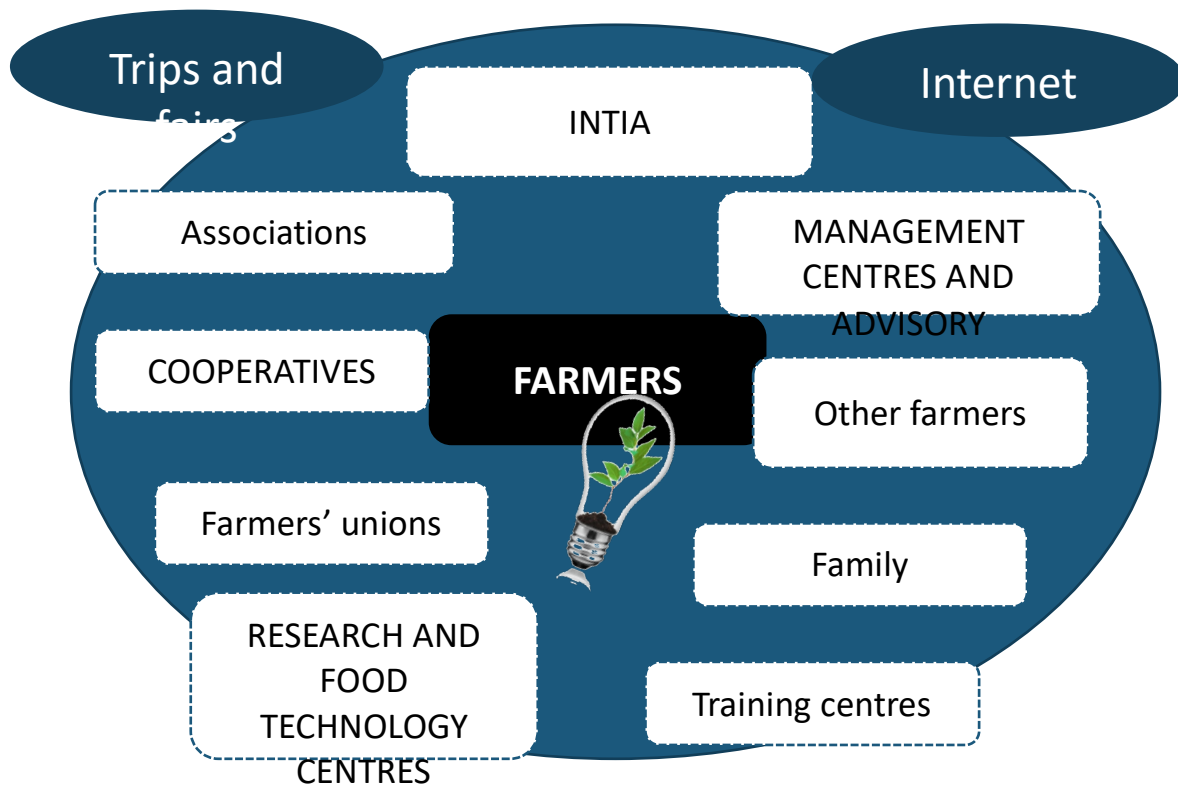 Trips and
fairs
Internet
INTIA
Associations
MANAGEMENT
CENTRES AND
ADVISORY
COOPERATIVES
FARMERS
Other farmers
Farmers’ unions
Family
RESEARCH AND
FOOD
TECHNOLOGY
CENTRES
Training centres